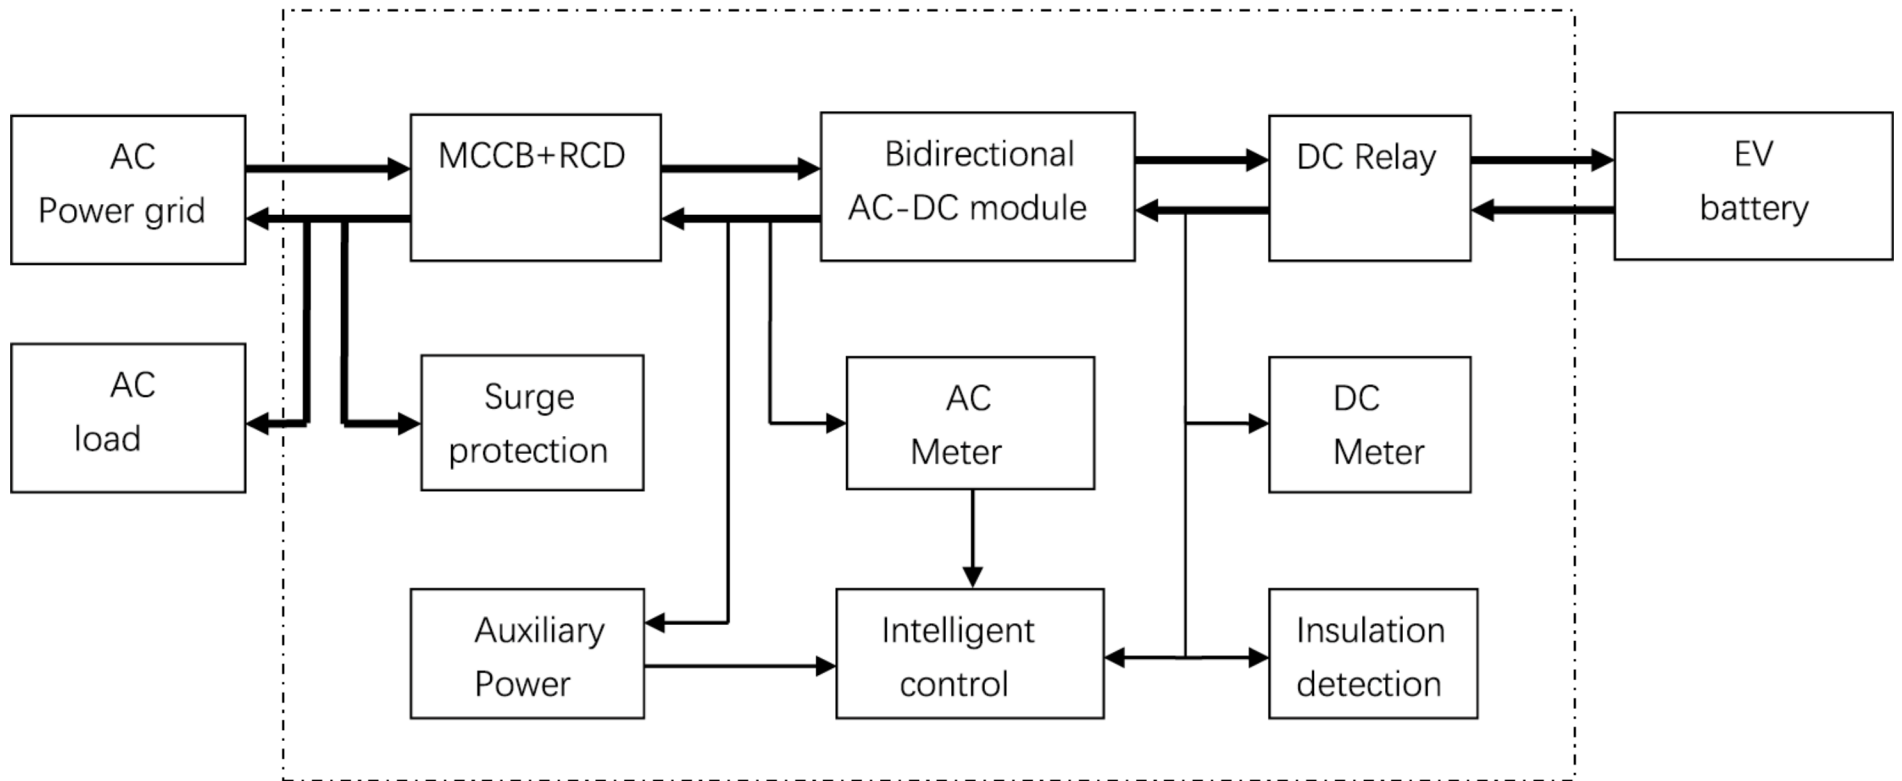 AC
Power grid
MCCB+RCD
Bidirectional
AC-DC module
DC Relay
EV
battery
AC
load
Surge
protection
AC
Meter
DC
Meter
Auxiliary
Power
Intelligent
control
Insulation
detection